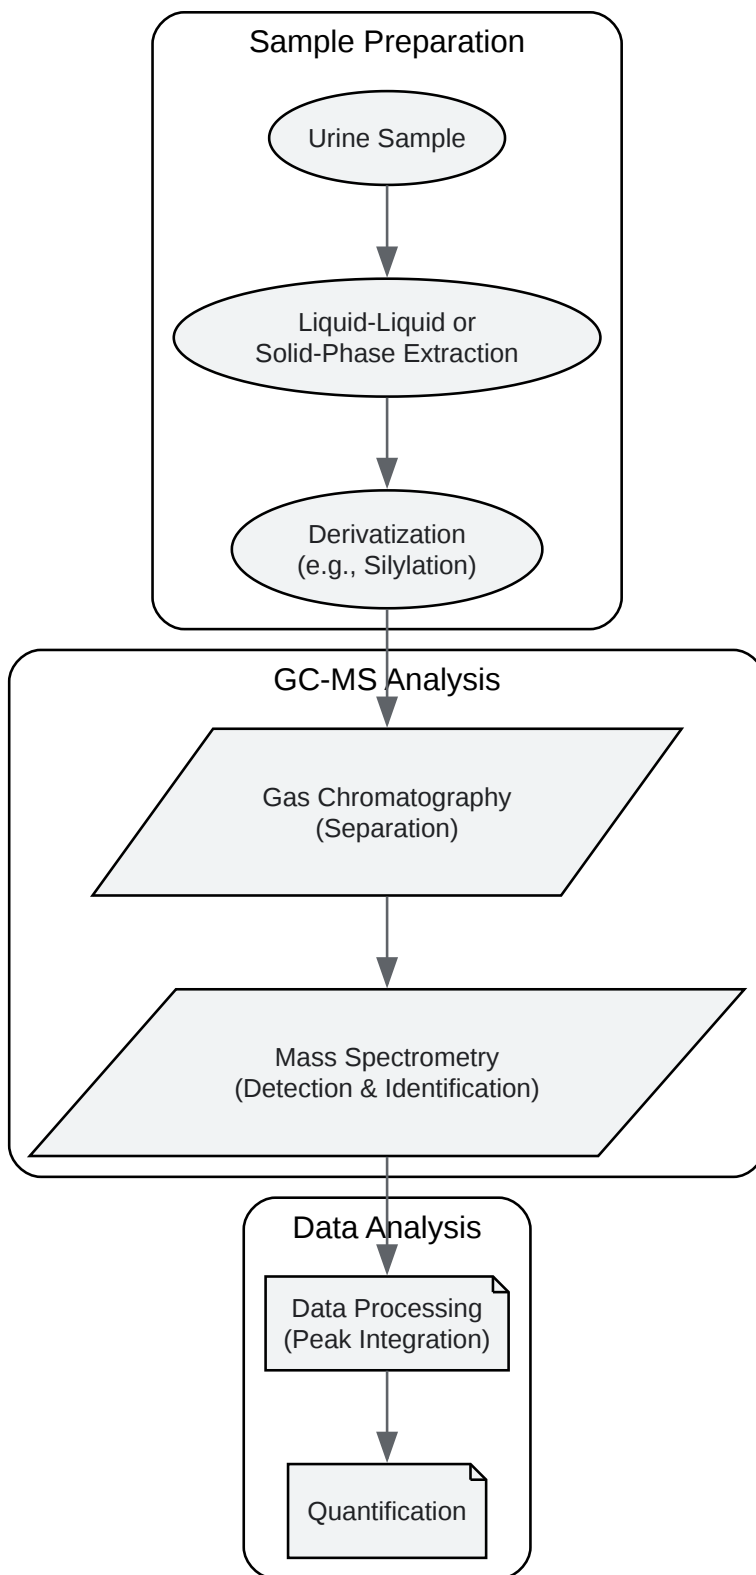 Sample Preparation
Urine Sample
Liquid-Liquid or
Solid-Phase Extraction
Derivatization
(e.g., Silylation)
GC-MS Analysis
Gas Chromatography
(Separation)
Mass Spectrometry
(Detection & Identification)
Data Analysis
Data Processing
(Peak Integration)
Quantification